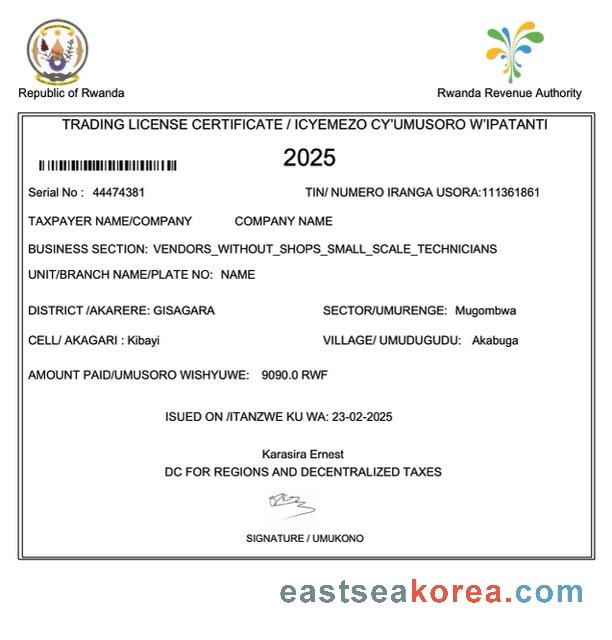 Republic of Rwanda
Rwanda Revenue Authority
TRADING LICENSE CERTIFICATE / ICYEMEZO CY'UMUSORO W'IPATANTI
2025
Serial No : 44474381 TIN/ NUMERO IRANGA USORA:111361861
TAXPAYER NAME/COMPANY COMPANY NAME
BUSINESS SECTION: VENDORS_WITHOUT_SHOPS_SMALL_SCALE_TECHNICIANS
UNIT/BRANCH NAME/PLATE NO: NAME
DISTRICT /AKARERE: GISAGARA SECTOR/UMURENGE: Mugombwa
CELL/ AKAGARI : Kibayi VILLAGE/ UMUDUGUDU: Akabuga
AMOUNT PAID/UMUSORO WISHYUWE: 9090.0 RWF
ISUED ON /ITANZWE KU WA: 23-02-2025
Karasira Ernest
DC FOR REGIONS AND DECENTRALIZED TAXES
SIGNATURE / UMUKONO
eastseakorea.com